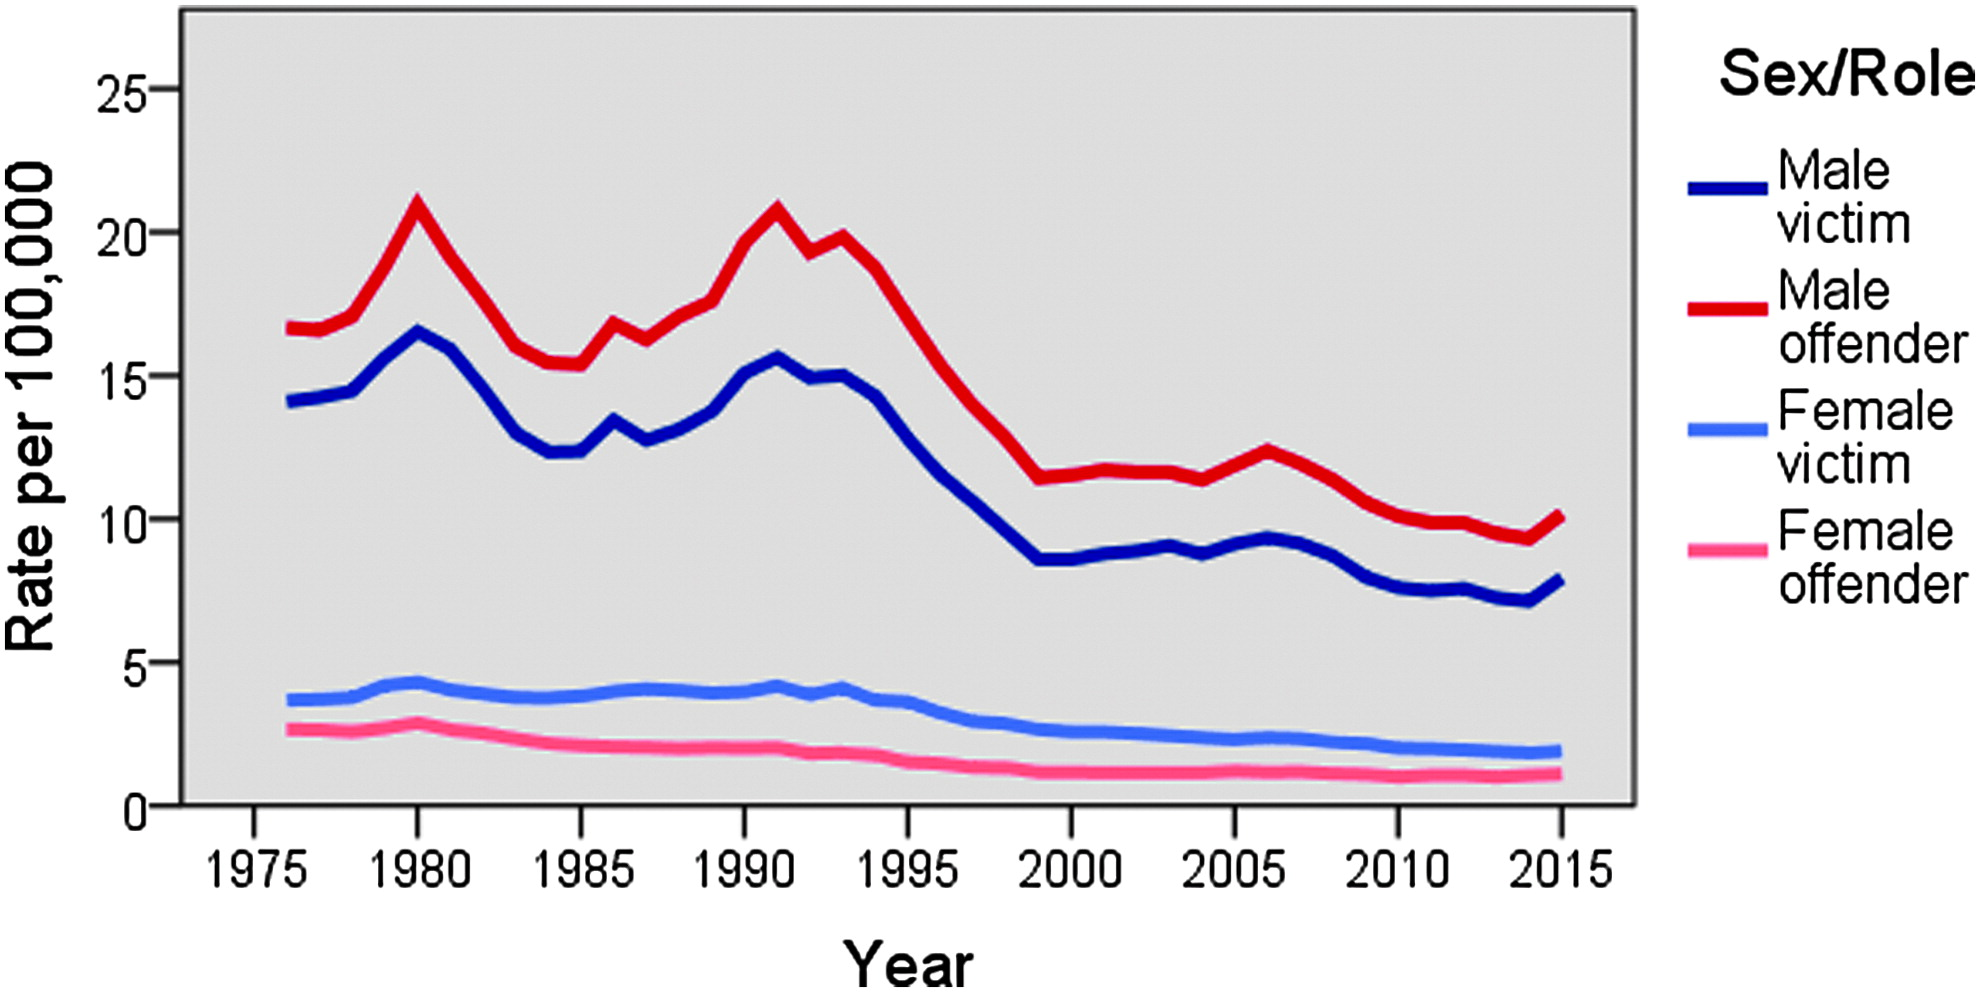 Rate per 100,000
25
20
15
10
5
0
1975 1980 1985 1990 1995 2000 2005 2010 2015
Year
Sex/Role
Male
victim
Male
offender
Female
victim
Female
offender